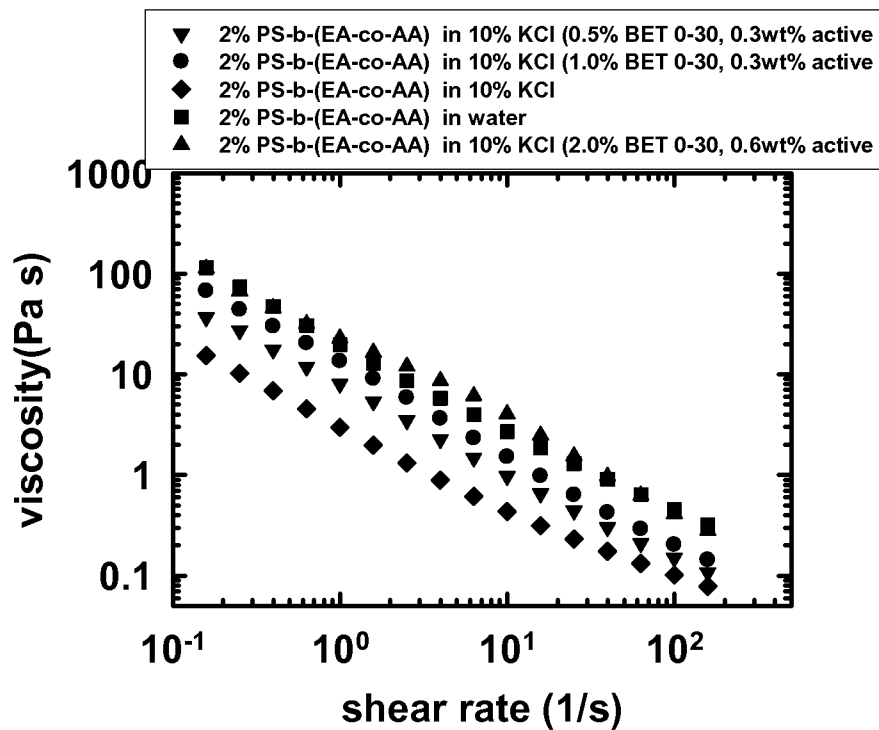 2% PS-b-(EA-co-AA) in 10% KCl (0.5% BET 0-30, 0.3wt% active
2% PS-b-(EA-co-AA) in 10% KCl (1.0% BET 0-30, 0.3wt% active
2% PS-b-(EA-co-AA) in 10% KCl
2% PS-b-(EA-co-AA) in water
2% PS-b-(EA-co-AA) in 10% KCl (2.0% BET 0-30, 0.6wt% active
1000
100
10
1
0.1
viscosity(Pa s)
10⁻¹ 10⁰ 10¹ 10²
shear rate (1/s)